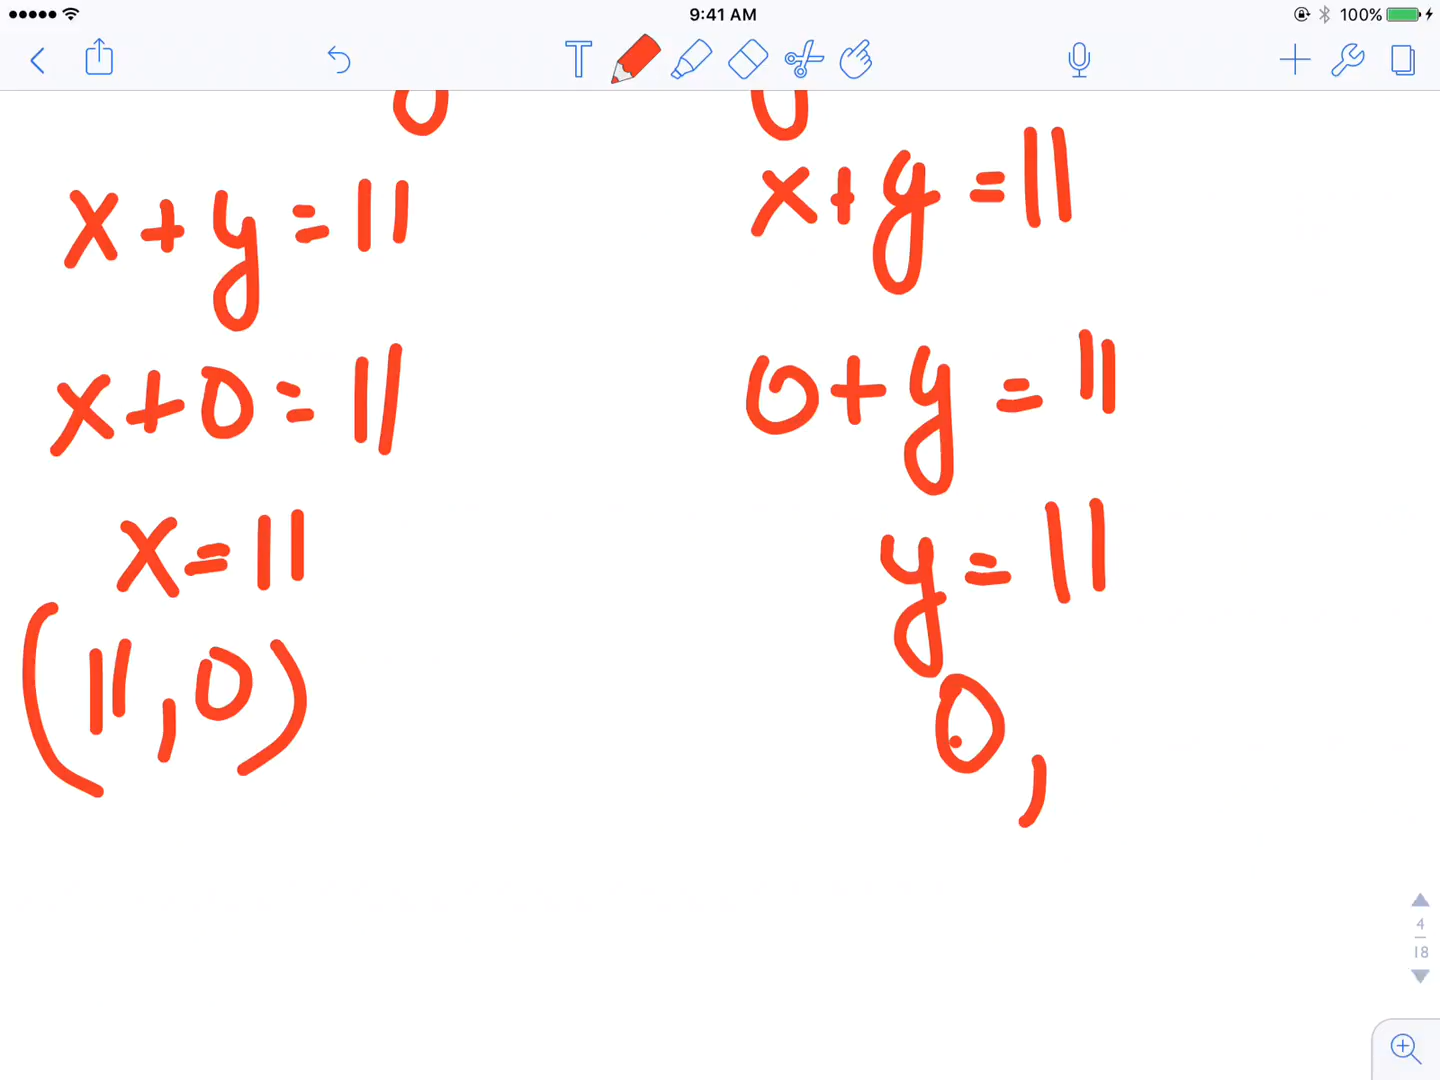 9:41 AM
100%
T
x+y=11
x+0=11
x=11
(11,0)
x+y=11
0+y=11
y=11
0,
4
18